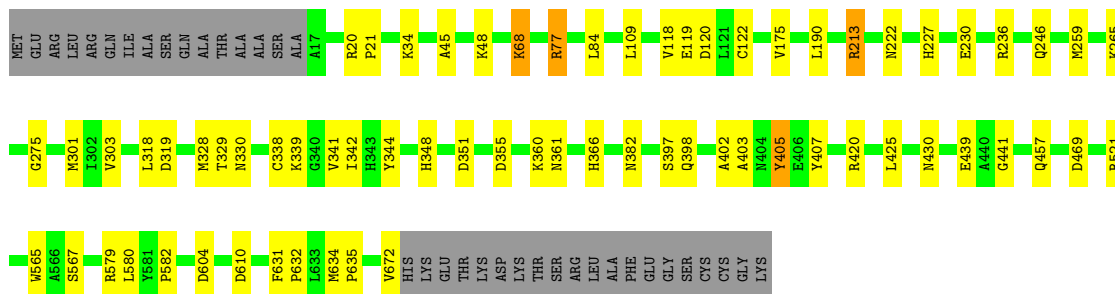 MET GLU ARG LEU ARG GLN ILE ALA SER GLN ALA THR ALA ALA SER ALA A17 R20 P21 K34 A45 K48 K68 R77 L84 L109 V118 E119 D120 L121 C122 V175 L190 R213 N222 H227 E230 R236 Q246 M259 K265
G275 M301 I302 V303 L318 D319 M328 T329 N330 C338 K339 G340 V341 I342 H343 Y344 H348 D351 D355 K360 N361 H366 N382 S397 Q398 A402 A403 N404 Y405 E406 Y407 R420 L425 N430 E439 A440 G441 Q457 D469
W565 A566 S567 R579 L580 Y581 P582 D604 D610 F631 P632 L633 M634 P635 V672 HIS LYS GLU THR LYS ASP LYS THR SER ARG LEU ALA PHE GLU GLY SER CYS CYS GLY LYS